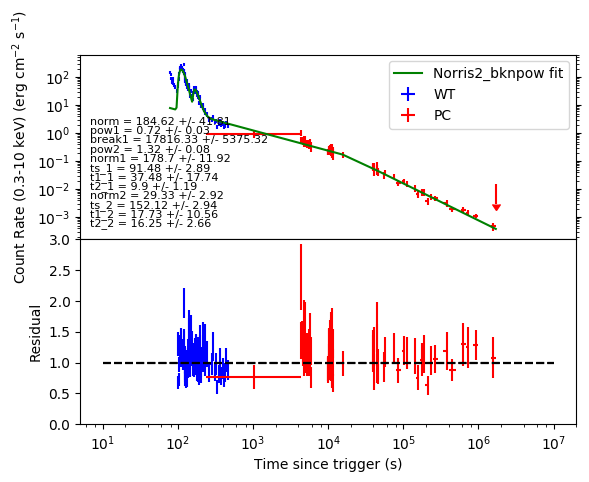 Count Rate (0.3-10 keV) (erg cm⁻² s⁻¹)
10²
10¹
10⁰
10⁻¹
10⁻²
10⁻³
Norris2_bknpow fit
WT
PC
norm = 184.62 +/- 41.81
pow1 = 0.72 +/- 0.03
break1 = 17816.33 +/- 5375.32
pow2 = 1.32 +/- 0.08
norm1 = 178.7 +/- 11.92
ts_1 = 91.48 +/- 2.89
t1_1 = 37.48 +/- 17.74
t2_1 = 9.9 +/- 1.19
norm2 = 29.33 +/- 2.92
ts_2 = 152.12 +/- 2.94
t1_2 = 17.73 +/- 10.56
t2_2 = 16.25 +/- 2.66
Residual
3.0
2.5
2.0
1.5
1.0
0.5
0.0
10¹ 10² 10³ 10⁴ 10⁵ 10⁶ 10⁷
Time since trigger (s)